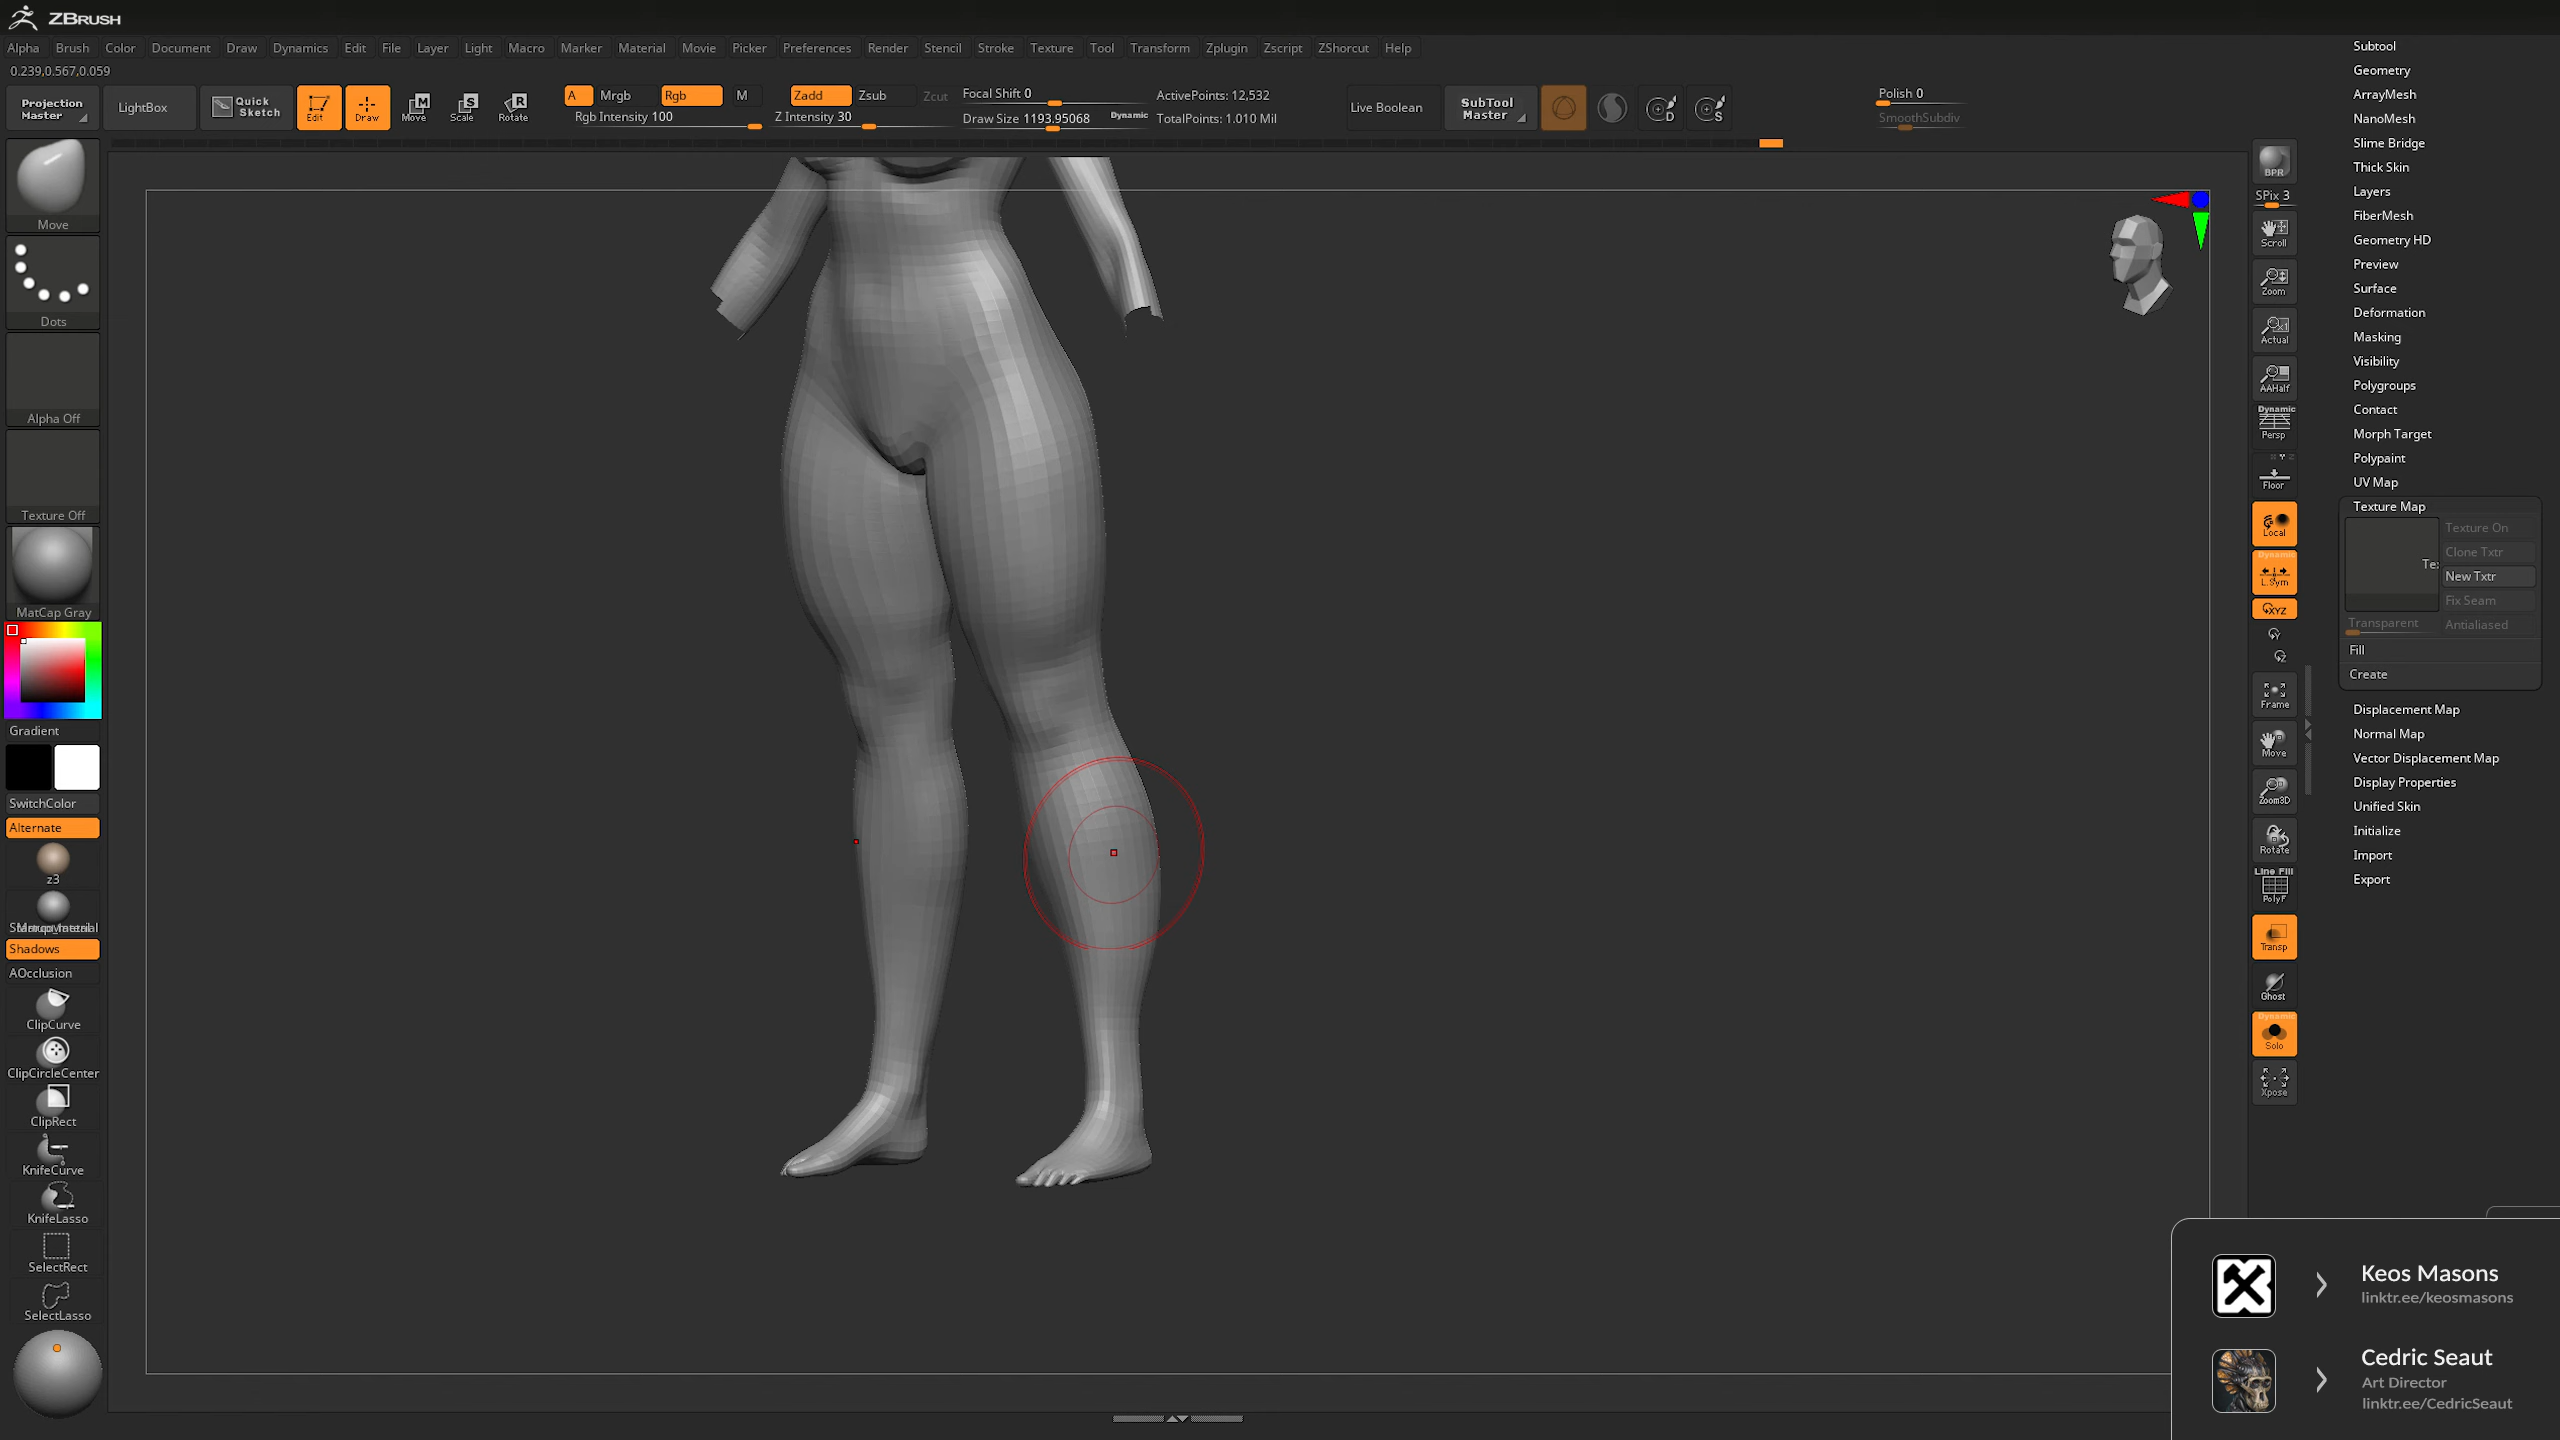 ZBRUSH
Alpha Brush Color Document Draw Dynamics Edit File Layer Light Macro Marker Material Movie Picker Preferences Render Stencil Stroke Texture Tool Transform Zplugin Zscript ZShorcut Help
0.239,0.567,0.059
Projection Master
LightBox
Quick Sketch
Edit
Draw
Move
Scale
Rotate
A Mrgb Rgb M
Rgb Intensity 100
Zadd Zsub Zcut
Z Intensity 30
Focal Shift 0
Draw Size 1193.95068 Dynamic
ActivePoints: 12,532
TotalPoints: 1.010 Mil
Live Boolean
SubTool Master
D
S
Polish 0
SmoothSubdiv
Move
Dots
Alpha Off
Texture Off
MatCap Gray
Gradient
SwitchColor
Alternate
z3
Shadows
AOcclusion
ClipCurve
ClipCircleCenter
ClipRect
KnifeCurve
KnifeLasso
SelectRect
SelectLasso
BPR
SPix 3
Scroll
Zoom
Actual
AAHalf
Dynamic
Persp
Floor
Local
Dynamic
L.Sym
XYZ
Y
Z
Frame
Move
Zoom3D
Rotate
Line Fill
PolyF
Transp
Ghost
Dynamic
Solo
Xpose
Subtool
Geometry
ArrayMesh
NanoMesh
Slime Bridge
Thick Skin
Layers
FiberMesh
Geometry HD
Preview
Surface
Deformation
Masking
Visibility
Polygroups
Contact
Morph Target
Polypaint
UV Map
Texture Map
Texture On
Clone Txtr
New Txtr
Fix Seam
Transparent
Antialiased
Fill
Create
Displacement Map
Normal Map
Vector Displacement Map
Display Properties
Unified Skin
Initialize
Import
Export
Keos Masons
linktr.ee/keosmasons
Cedric Seaut
Art Director
linktr.ee/CedricSeaut